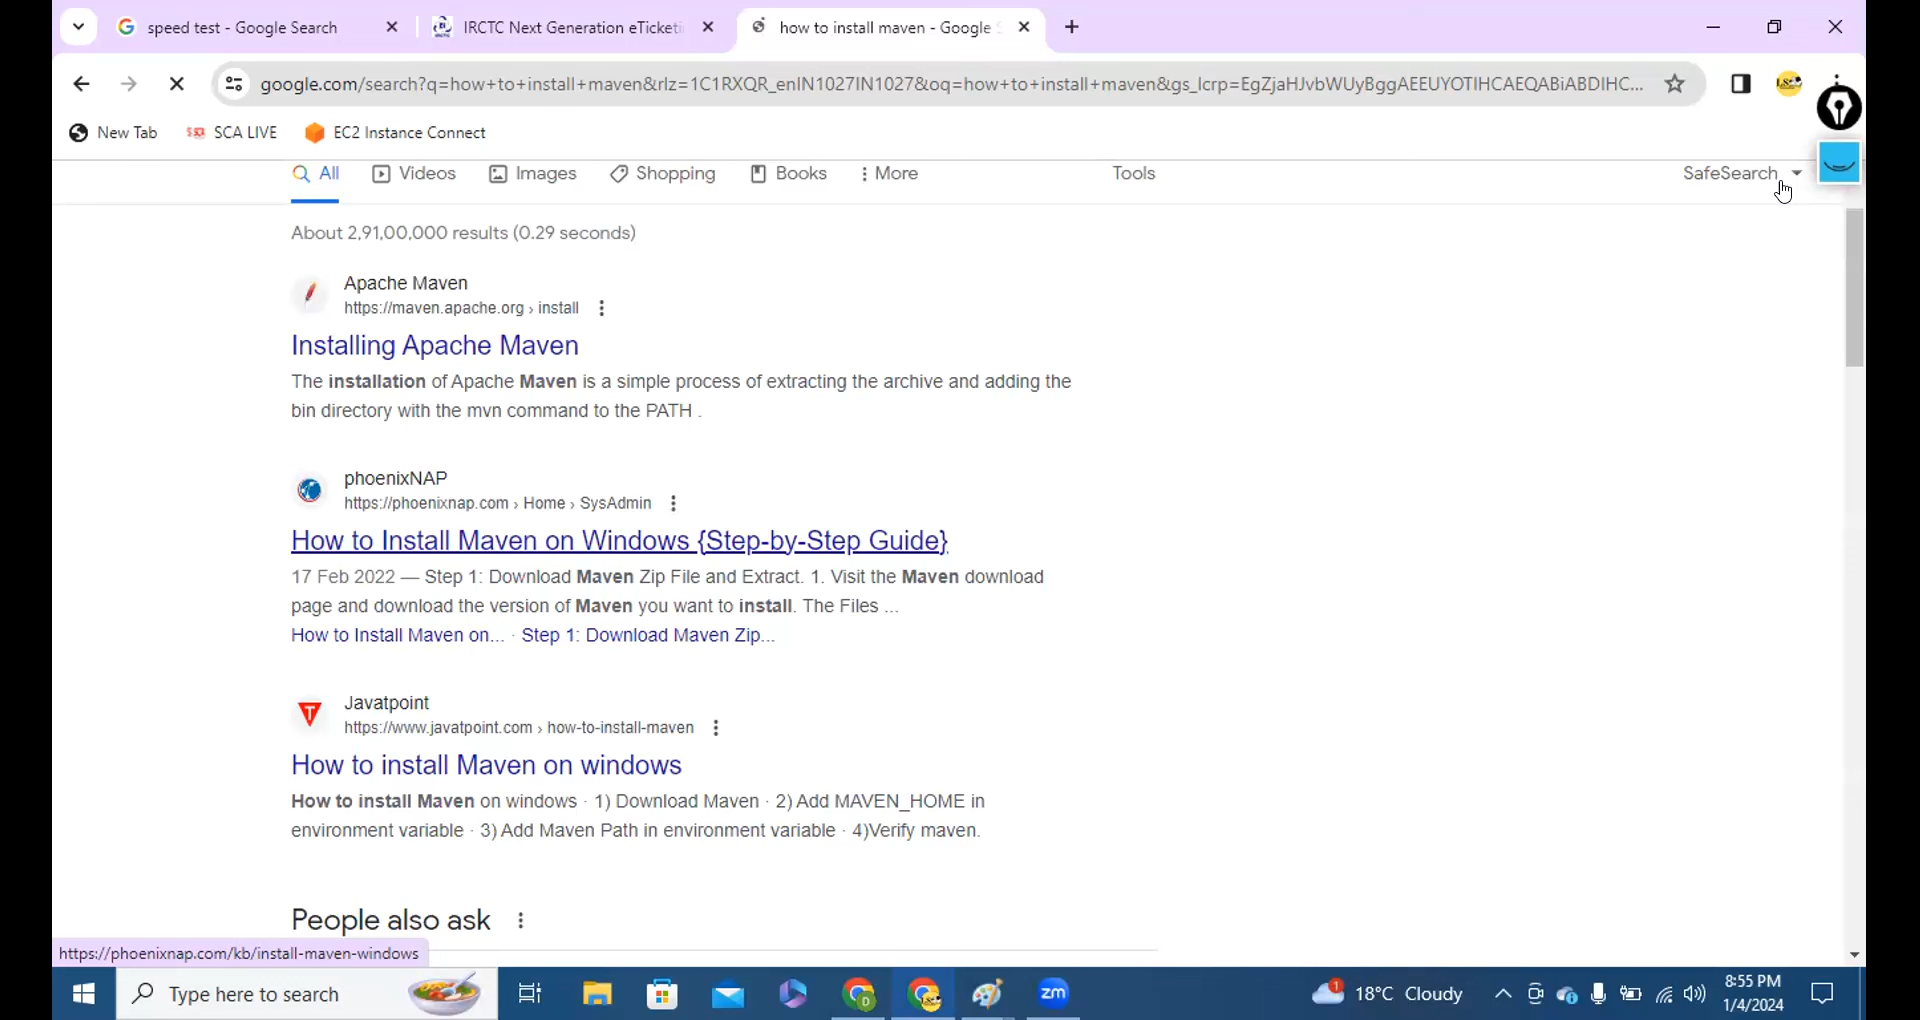 speed test - Google Search
IRCTC Next Generation eTicketi
how to install maven - Google S
google.com/search?q=how+to+install+maven&rlz=1C1RXQR_enIN1027IN1027&oq=how+to+install+maven&gs_lcrp=EgZjaHJvbWUyBggAEEUYOTIHCAEQABiABDIHC...
New Tab
SCA LIVE
EC2 Instance Connect
All
Videos
Images
Shopping
Books
More
Tools
SafeSearch
About 2,91,00,000 results (0.29 seconds)
Apache Maven
https://maven.apache.org › install
Installing Apache Maven
The installation of Apache Maven is a simple process of extracting the archive and adding the
bin directory with the mvn command to the PATH .
phoenixNAP
https://phoenixnap.com › Home › SysAdmin
How to Install Maven on Windows {Step-by-Step Guide}
17 Feb 2022 — Step 1: Download Maven Zip File and Extract. 1. Visit the Maven download
page and download the version of Maven you want to install. The Files ...
How to Install Maven on... · Step 1: Download Maven Zip...
Javatpoint
https://www.javatpoint.com › how-to-install-maven
How to install Maven on windows
How to install Maven on windows · 1) Download Maven · 2) Add MAVEN_HOME in
environment variable · 3) Add Maven Path in environment variable · 4)Verify maven.
People also ask
https://phoenixnap.com/kb/install-maven-windows
Type here to search
D
zm
1
18°C Cloudy
8:55 PM
1/4/2024